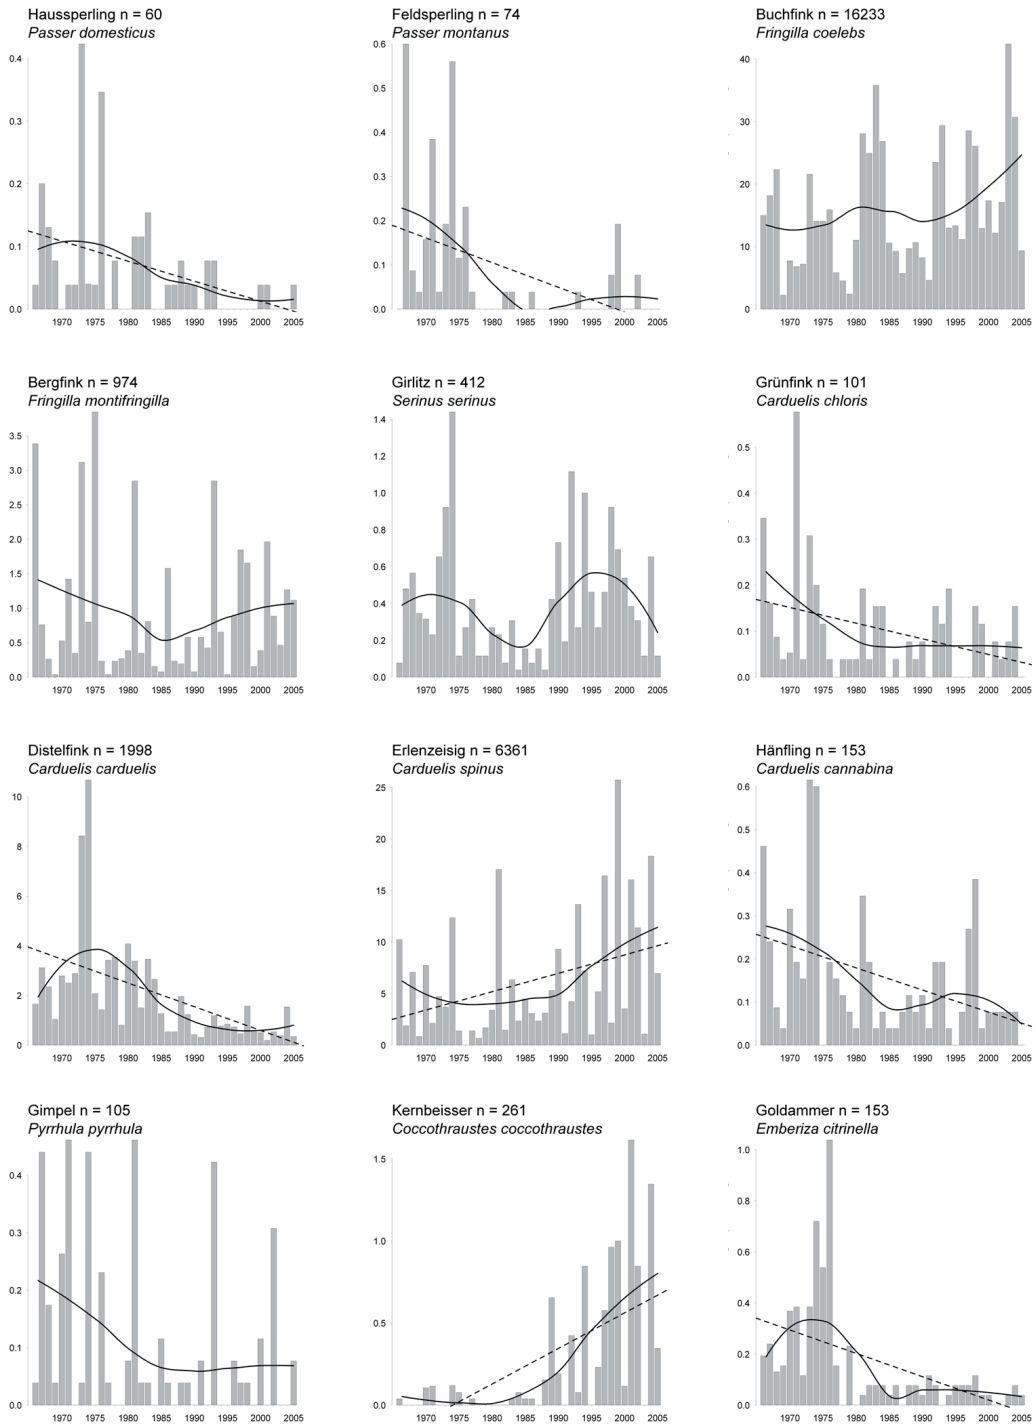 Haussperling n = 60
Passer domesticus
0.4
0.3
0.2
0.1
0.0
1970 1975 1980 1985 1990 1995 2000 2005
Feldsperling n = 74
Passer montanus
0.6
0.5
0.4
0.3
0.2
0.1
0.0
1970 1975 1980 1985 1990 1995 2000 2005
Buchfink n = 16233
Fringilla coelebs
40
30
20
10
0
1970 1975 1980 1985 1990 1995 2000 2005
Bergfink n = 974
Fringilla montifringilla
3.5
3.0
2.5
2.0
1.5
1.0
0.5
0.0
1970 1975 1980 1985 1990 1995 2000 2005
Girlitz n = 412
Serinus serinus
1.4
1.2
1.0
0.8
0.6
0.4
0.2
0.0
1970 1975 1980 1985 1990 1995 2000 2005
Grünfink n = 101
Carduelis chloris
0.5
0.4
0.3
0.2
0.1
0.0
1970 1975 1980 1985 1990 1995 2000 2005
Distelfink n = 1998
Carduelis carduelis
10
8
6
4
2
0
1970 1975 1980 1985 1990 1995 2000 2005
Erlenzeisig n = 6361
Carduelis spinus
25
20
15
10
5
0
1970 1975 1980 1985 1990 1995 2000 2005
Hänfling n = 153
Carduelis cannabina
0.6
0.5
0.4
0.3
0.2
0.1
0.0
1970 1975 1980 1985 1990 1995 2000 2005
Gimpel n = 105
Pyrrhula pyrrhula
0.4
0.3
0.2
0.1
0.0
1970 1975 1980 1985 1990 1995 2000 2005
Kernbeisser n = 261
Coccothraustes coccothraustes
1.5
1.0
0.5
0.0
1970 1975 1980 1985 1990 1995 2000 2005
Goldammer n = 153
Emberiza citrinella
1.0
0.8
0.6
0.4
0.2
0.0
1970 1975 1980 1985 1990 1995 2000 2005